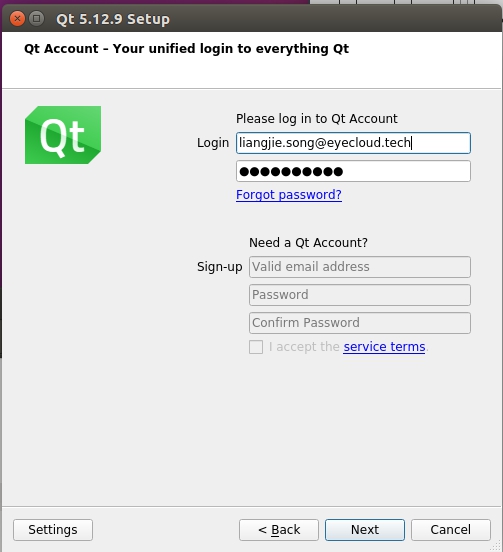 Qt 5.12.9 Setup
Qt Account – Your unified login to everything Qt
Qt
Please log in to Qt Account
Login liangjie.song@eyecloud.tech
●●●●●●●●●●
Forgot password?
Need a Qt Account?
Sign-up Valid email address
Password
Confirm Password
I accept the service terms.
Settings < Back Next Cancel